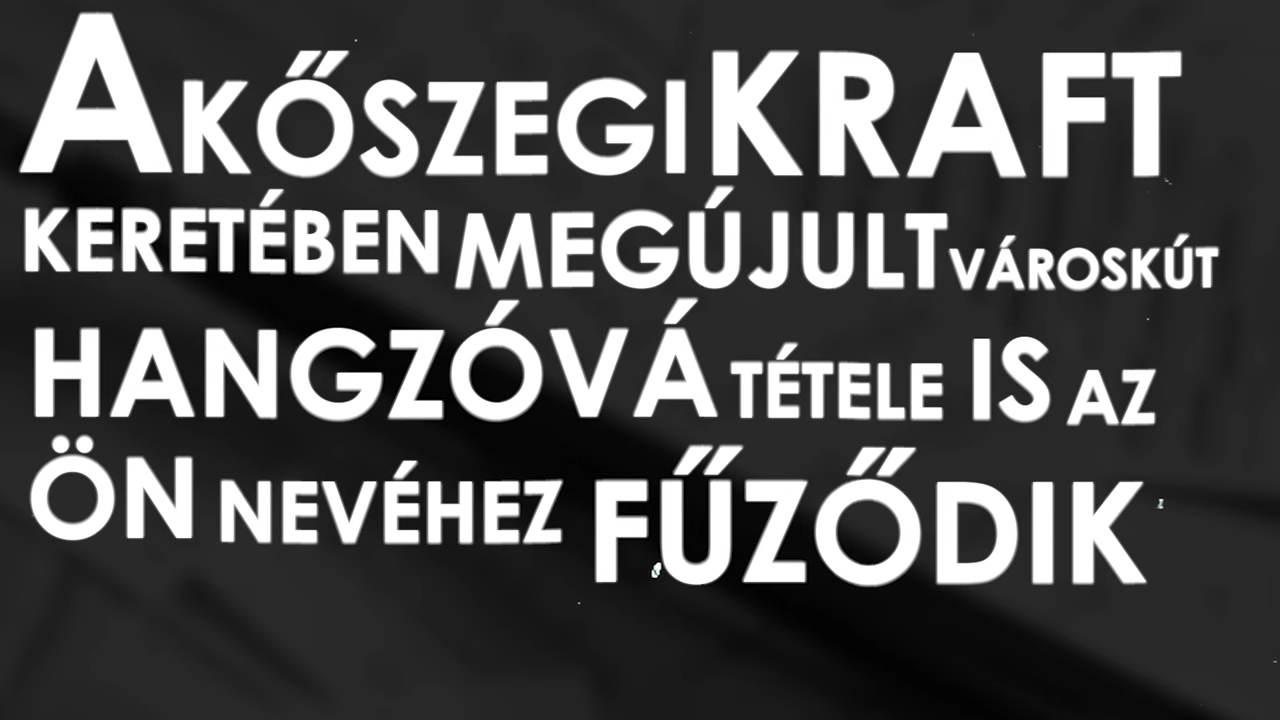 A KŐSZEGI KRAFT
KERETÉBEN MEGÚJULT VÁROSKÚT
HANGZÓVÁ TÉTELE IS AZ
ÖN NEVÉHEZ FŰZŐDIK